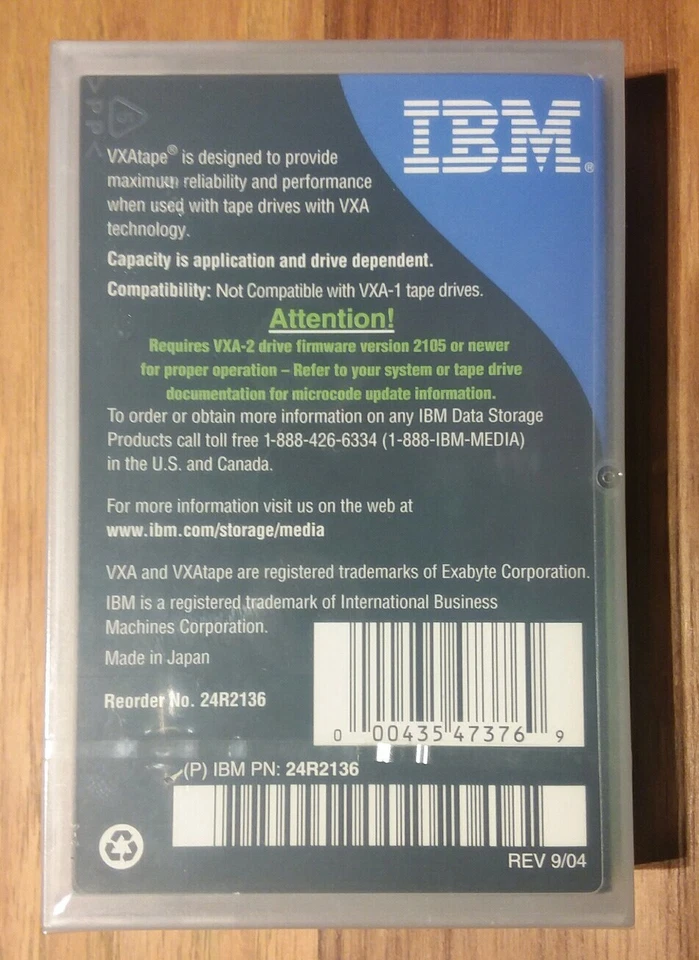 IBM®
VXAtape® is designed to provide
maximum reliability and performance
when used with tape drives with VXA
technology.
Capacity is application and drive dependent.
Compatibility: Not Compatible with VXA-1 tape drives.
Attention!
Requires VXA-2 drive firmware version 2105 or newer
for proper operation – Refer to your system or tape drive
documentation for microcode update information.
To order or obtain more information on any IBM Data Storage
Products call toll free 1-888-426-6334 (1-888-IBM-MEDIA)
in the U.S. and Canada.
For more information visit us on the web at
www.ibm.com/storage/media
VXA and VXAtape are registered trademarks of Exabyte Corporation.
IBM is a registered trademark of International Business
Machines Corporation.
Made in Japan
Reorder No. 24R2136
0 00435 47376 9
(P) IBM PN: 24R2136
REV 9/04